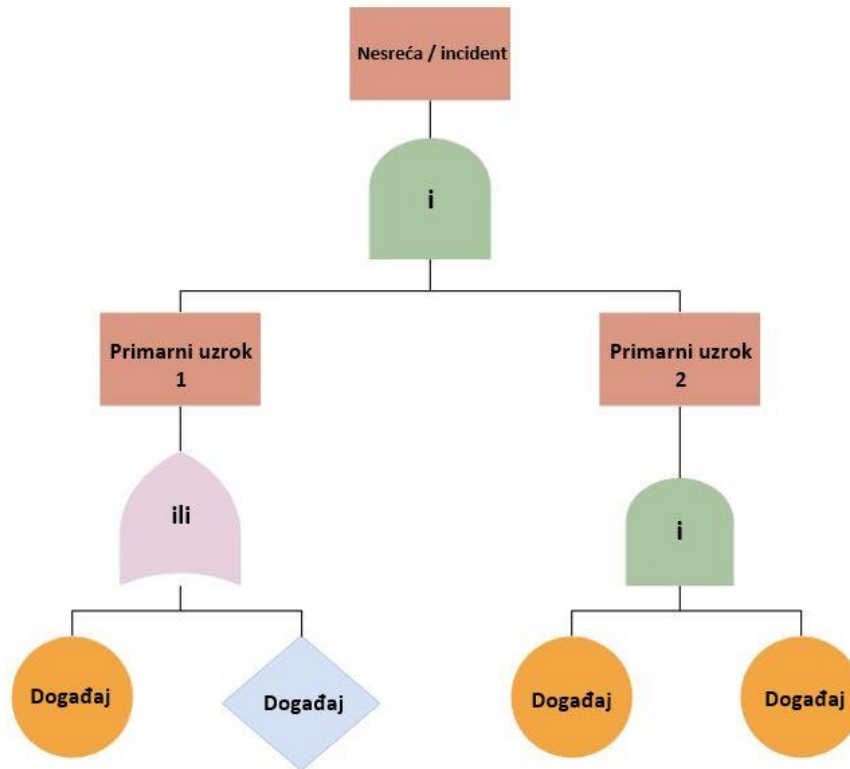 Nesreća / incident
i
Primarni uzrok
1
Primarni uzrok
2
ili
i
Događaj
Događaj
Događaj
Događaj